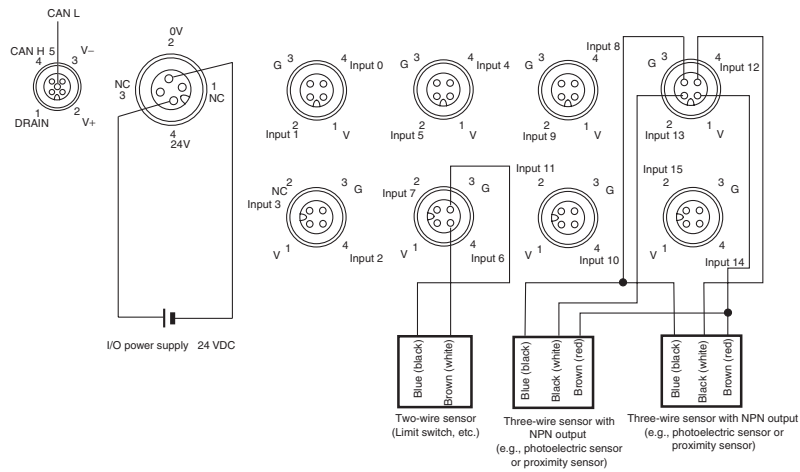 CAN L
CAN H 5 V−
4 3
1 2
DRAIN V+
0V
2
NC
3
1
NC
4
24V
I/O power supply 24 VDC
G 3 4 Input 0
2 1
Input 1 V
G 3 4 Input 4
2 1
Input 5 V
Input 8
G 3 4
2 1
Input 9 V
G 3 4 Input 12
2 1
Input 13 V
NC 2 3 G
Input 3
V 1 4
Input 2
2 3 G
Input 7
V 1 4
Input 6
Input 11
2 3 G
V 1 4
Input 10
Input 15
2 3 G
V 1 4
Input 14
Blue (black)
Brown (white)
Two-wire sensor
(Limit switch, etc.)
Blue (black)
Black (white)
Brown (red)
Three-wire sensor with
NPN output
(e.g., photoelectric sensor
or proximity sensor)
Blue (black)
Black (white)
Brown (red)
Three-wire sensor with NPN output
(e.g., photoelectric sensor or
proximity sensor)